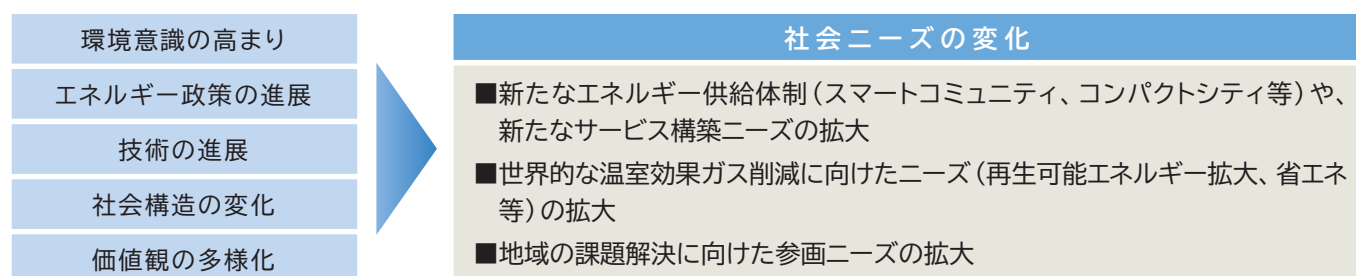 環境意識の高まり
エネルギー政策の進展
技術の進展
社会構造の変化
価値観の多様化
社会ニーズの変化
■新たなエネルギー供給体制（スマートコミュニティ、コンパクトシティ等）や、
新たなサービス構築ニーズの拡大
■世界的な温室効果ガス削減に向けたニーズ（再生可能エネルギー拡大、省エネ
等）の拡大
■地域の課題解決に向けた参画ニーズの拡大